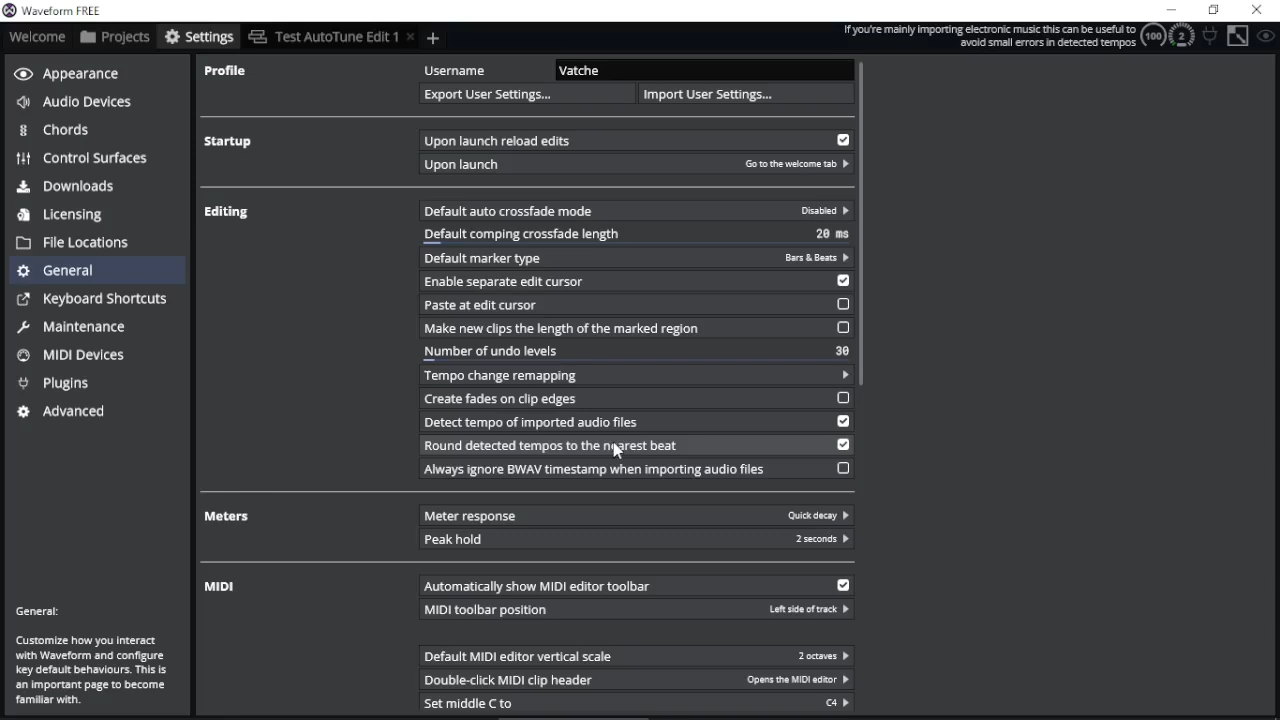 Waveform FREE
Welcome
Projects
Settings
Test AutoTune Edit 1
If you're mainly importing electronic music this can be useful to
avoid small errors in detected tempos
100
2
Appearance
Audio Devices
Chords
Control Surfaces
Downloads
Licensing
File Locations
General
Keyboard Shortcuts
Maintenance
MIDI Devices
Plugins
Advanced
General:
Customize how you interact
with Waveform and configure
key default behaviours. This is
an important page to become
familiar with.
Profile
Username Vatche
Export User Settings... Import User Settings...
Startup
Upon launch reload edits
Upon launch Go to the welcome tab
Editing
Default auto crossfade mode Disabled
Default comping crossfade length 20 ms
Default marker type Bars & Beats
Enable separate edit cursor
Paste at edit cursor
Make new clips the length of the marked region
Number of undo levels 30
Tempo change remapping
Create fades on clip edges
Detect tempo of imported audio files
Round detected tempos to the nearest beat
Always ignore BWAV timestamp when importing audio files
Meters
Meter response Quick decay
Peak hold 2 seconds
MIDI
Automatically show MIDI editor toolbar
MIDI toolbar position Left side of track
Default MIDI editor vertical scale 2 octaves
Double-click MIDI clip header Opens the MIDI editor
Set middle C to C4